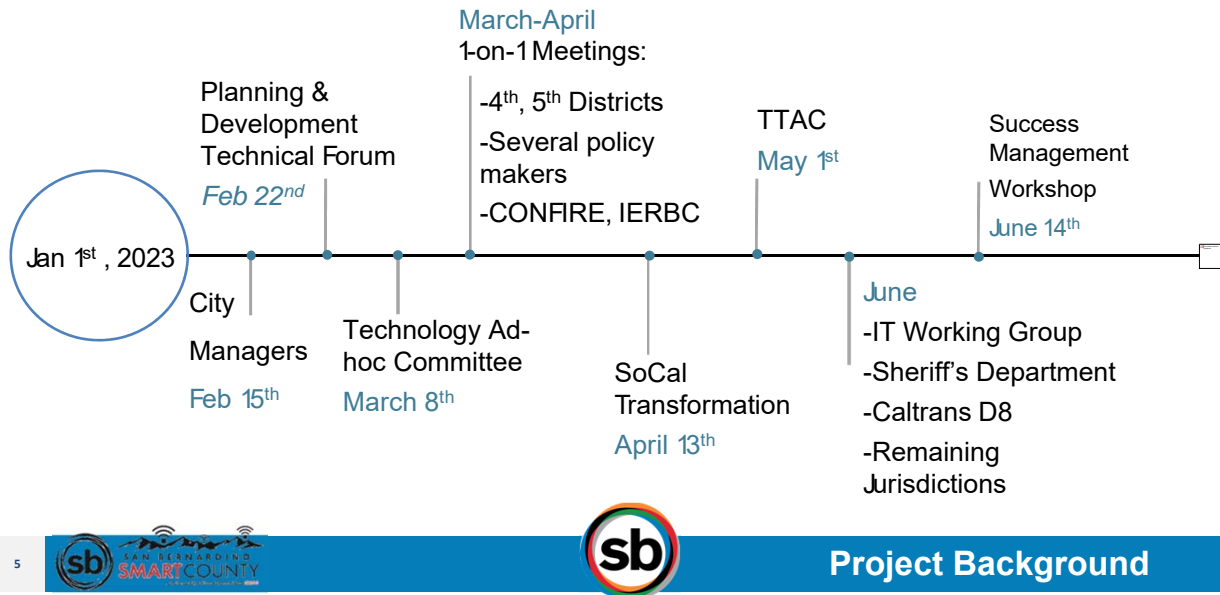 March-April
1-on-1 Meetings:
-4th, 5th Districts
-Several policy
makers
-CONFIRE, IERBC
Planning &
Development
Technical Forum
Feb 22nd
TTAC
May 1st
Success
Management
Workshop
June 14th
Jan 1st , 2023
City
Managers
Feb 15th
Technology Ad-
hoc Committee
March 8th
SoCal
Transformation
April 13th
June
-IT Working Group
-Sheriff's Department
-Caltrans D8
-Remaining
Jurisdictions
5
sb
SAN BERNARDINO
SMARTCOUNTY
sb
Project Background